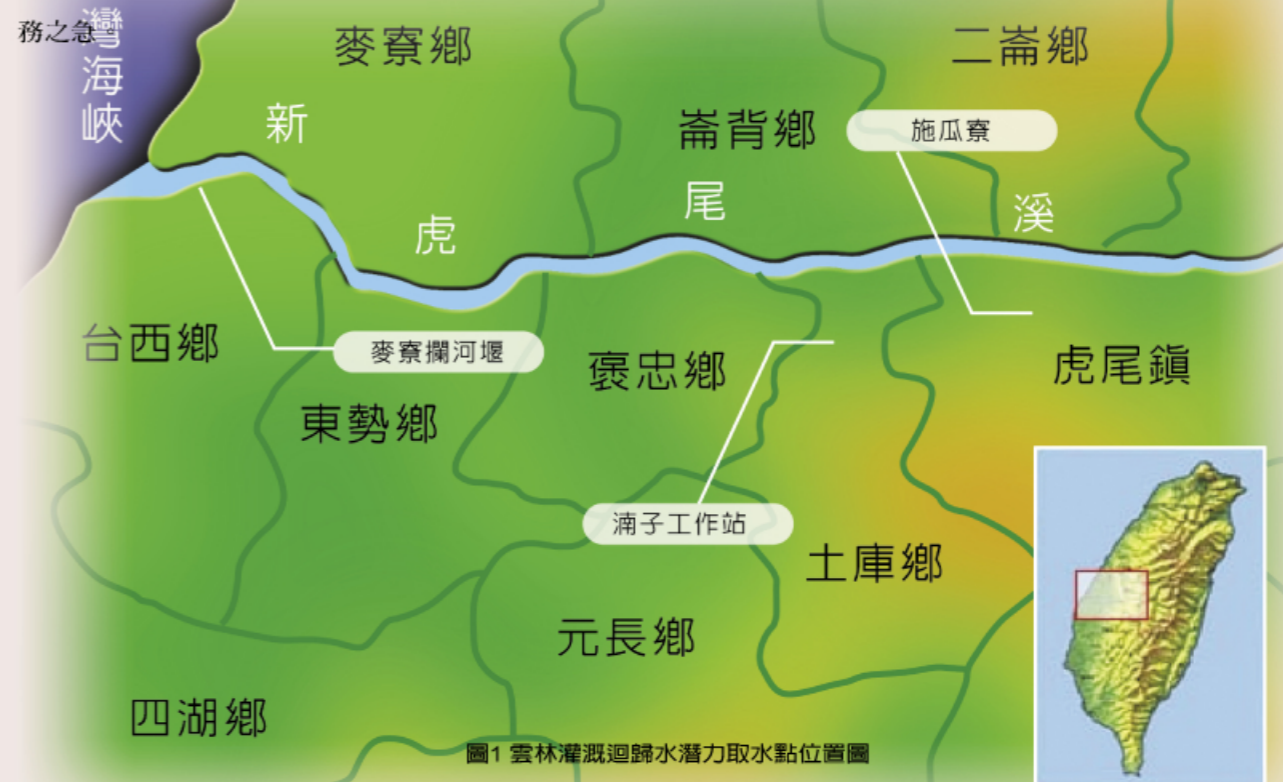 務之急。
灣海峽
麥寮鄉
二崙鄉
新
崙背鄉
施瓜寮
尾
溪
虎
台西鄉
麥寮攔河堰
褒忠鄉
虎尾鎮
東勢鄉
湳子工作站
土庫鄉
元長鄉
四湖鄉
圖1 雲林灌溉迴歸水潛力取水點位置圖